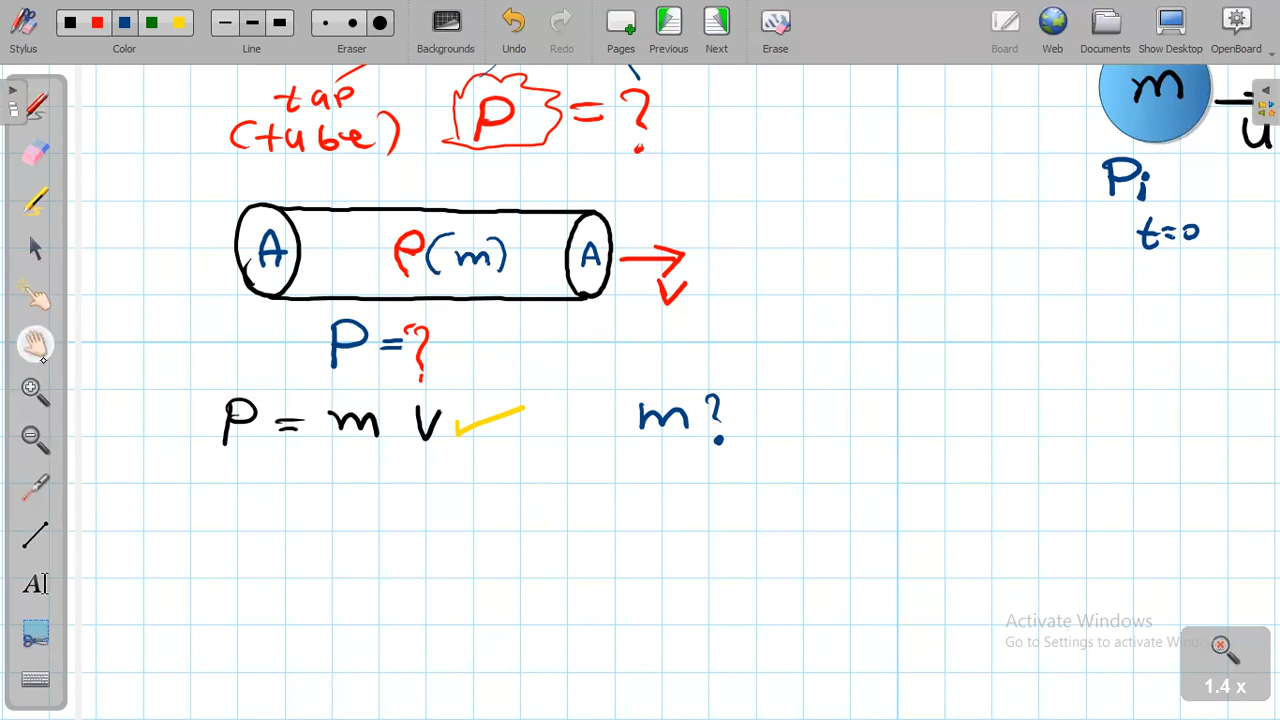 Stylus Color Line Eraser Backgrounds Undo Redo Pages Previous Next Erase Board Web Documents Show Desktop OpenBoard
tap
(tube) P = ?
m
u
Pi
t=0
A ρ(m) A
v
P = ?
P = m v ✓ m ?
A
Activate Windows
Go to Settings to activate Windows
1.4 x